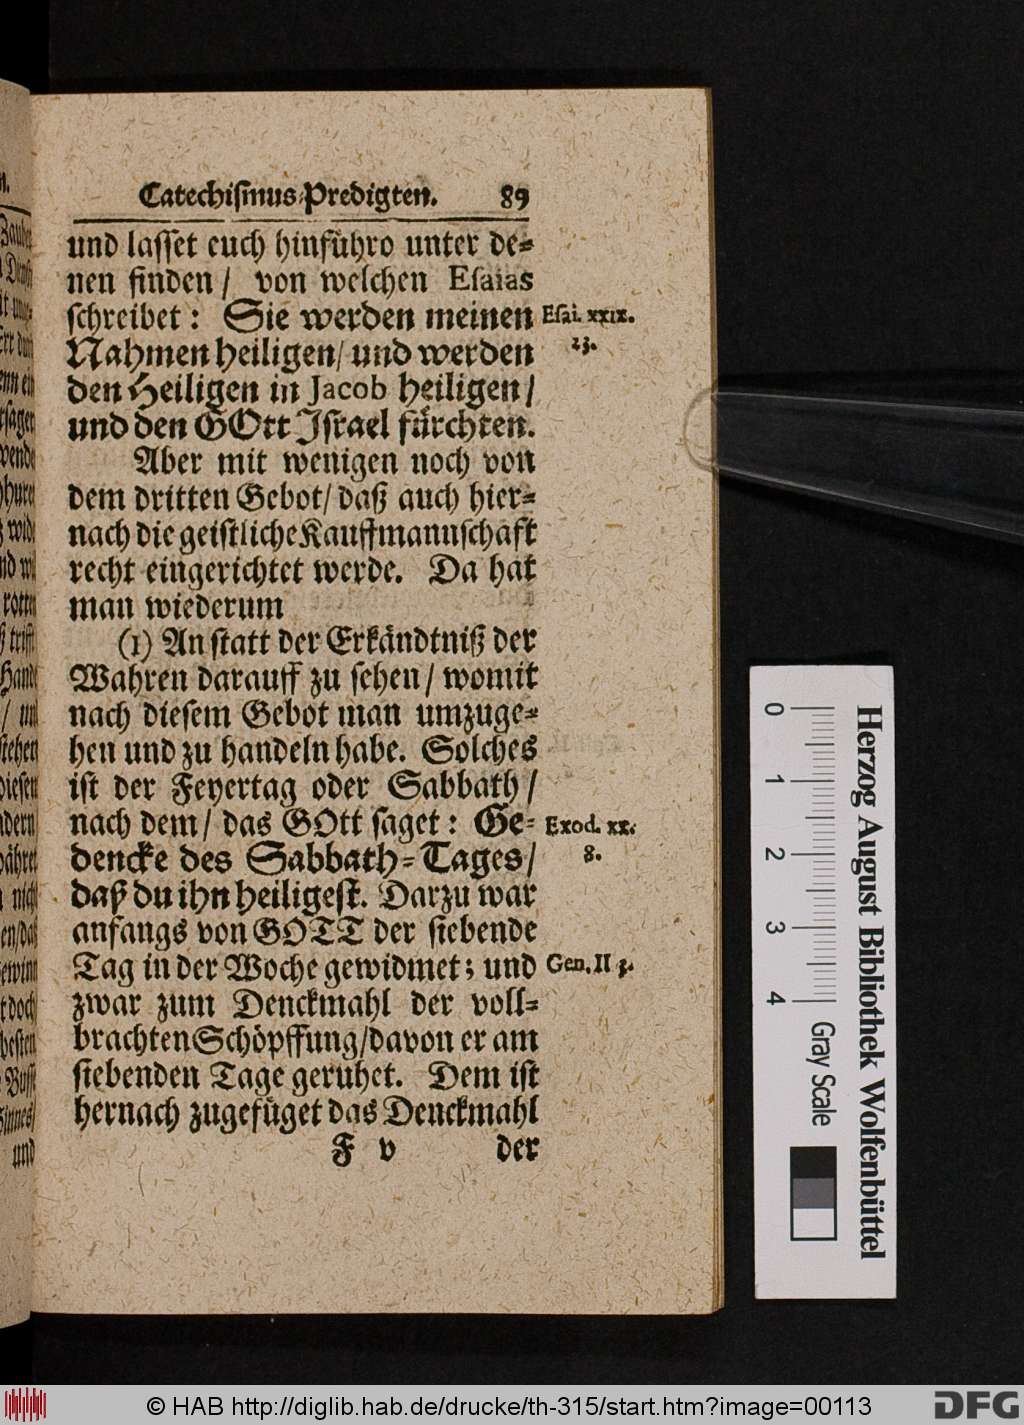 Catechiſmus-Predigten. 89
und laſſet euch hinführo unter de-
nen finden / von welchen Eſaias
ſchreibet : Sie werden meinen
Nahmen heiligen / und werden
den Heiligen in Jacob heiligen /
und den GOtt Iſrael fürchten.
Eſai. xxix.
23.
Aber mit wenigen noch von
dem dritten Gebot / daß auch hier-
nach die geiſtliche Kauffmannſchaft
recht eingerichtet werde. Da hat
man wiederum
(1) An ſtatt der Erkändtniß der
Wahren darauff zu ſehen / womit
nach dieſem Gebot man umzuge-
hen und zu handeln habe. Solches
iſt der Feyertag oder Sabbath /
nach dem / das GOtt ſaget : Ge-
dencke des Sabbath-Tages /
daß du ihn heiligeſt. Darzu war
anfangs von GOTT der ſiebende
Tag in der Woche gewidmet ; und
zwar zum Denckmahl der voll-
brachten Schöpffung / davon er am
ſiebenden Tage geruhet. Dem iſt
hernach zugefüget das Denckmahl
Exod. xx.
8.
Gen. II 3.
F v der
Herzog August Bibliothek Wolfenbüttel
0 1 2 3 4
Gray Scale
© HAB http://diglib.hab.de/drucke/th-315/start.htm?image=00113
DFG